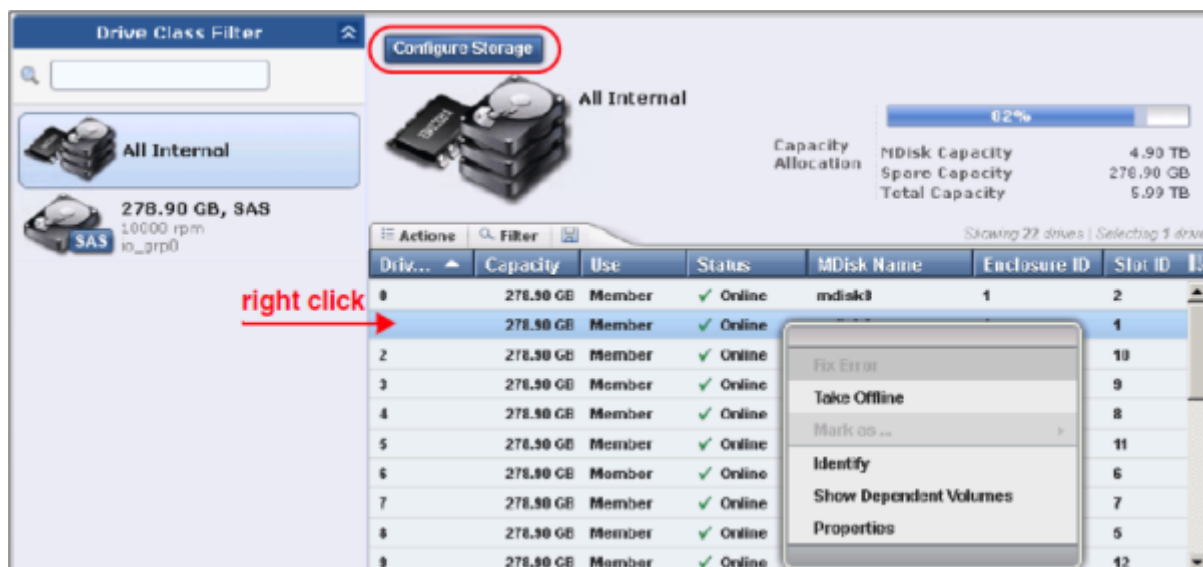 Drive Class Filter
Configure Storage
All Internal
All Internal
82%
Capacity Allocation
MDisk Capacity 4.90 TB
Spare Capacity 278.90 GB
Total Capacity 5.99 TB
278.90 GB, SAS
10000 rpm
io_grp0
SAS
Actions Filter Showing 22 drives | Selecting 1 drive
Driv... Capacity Use Status MDisk Name Enclosure ID Slot ID
right click
0 278.90 GB Member Online mdisk0 1 2
278.90 GB Member Online 1
2 278.90 GB Member Online 10
3 278.90 GB Member Online 9
4 278.90 GB Member Online 8
5 278.90 GB Member Online 11
6 278.90 GB Member Online 6
7 278.90 GB Member Online 7
8 278.90 GB Member Online 5
9 278.90 GB Member Online 12
Fix Error
Take Offline
Mark as ...
Identify
Show Dependent Volumes
Properties